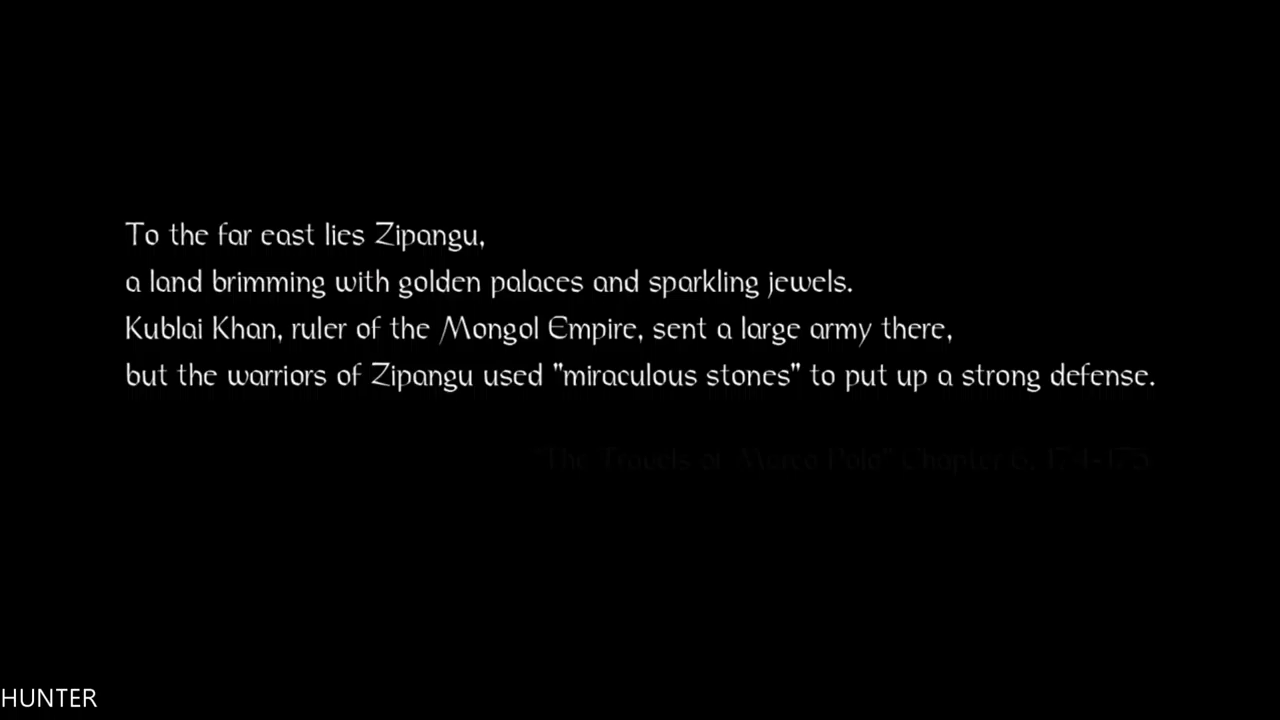 To the far east lies Zipangu,
a land brimming with golden palaces and sparkling jewels.
Kublai Khan, ruler of the Mongol Empire, sent a large army there,
but the warriors of Zipangu used "miraculous stones" to put up a strong defense.
"The Travels of Marco Polo" Chapter 6,
HUNTER